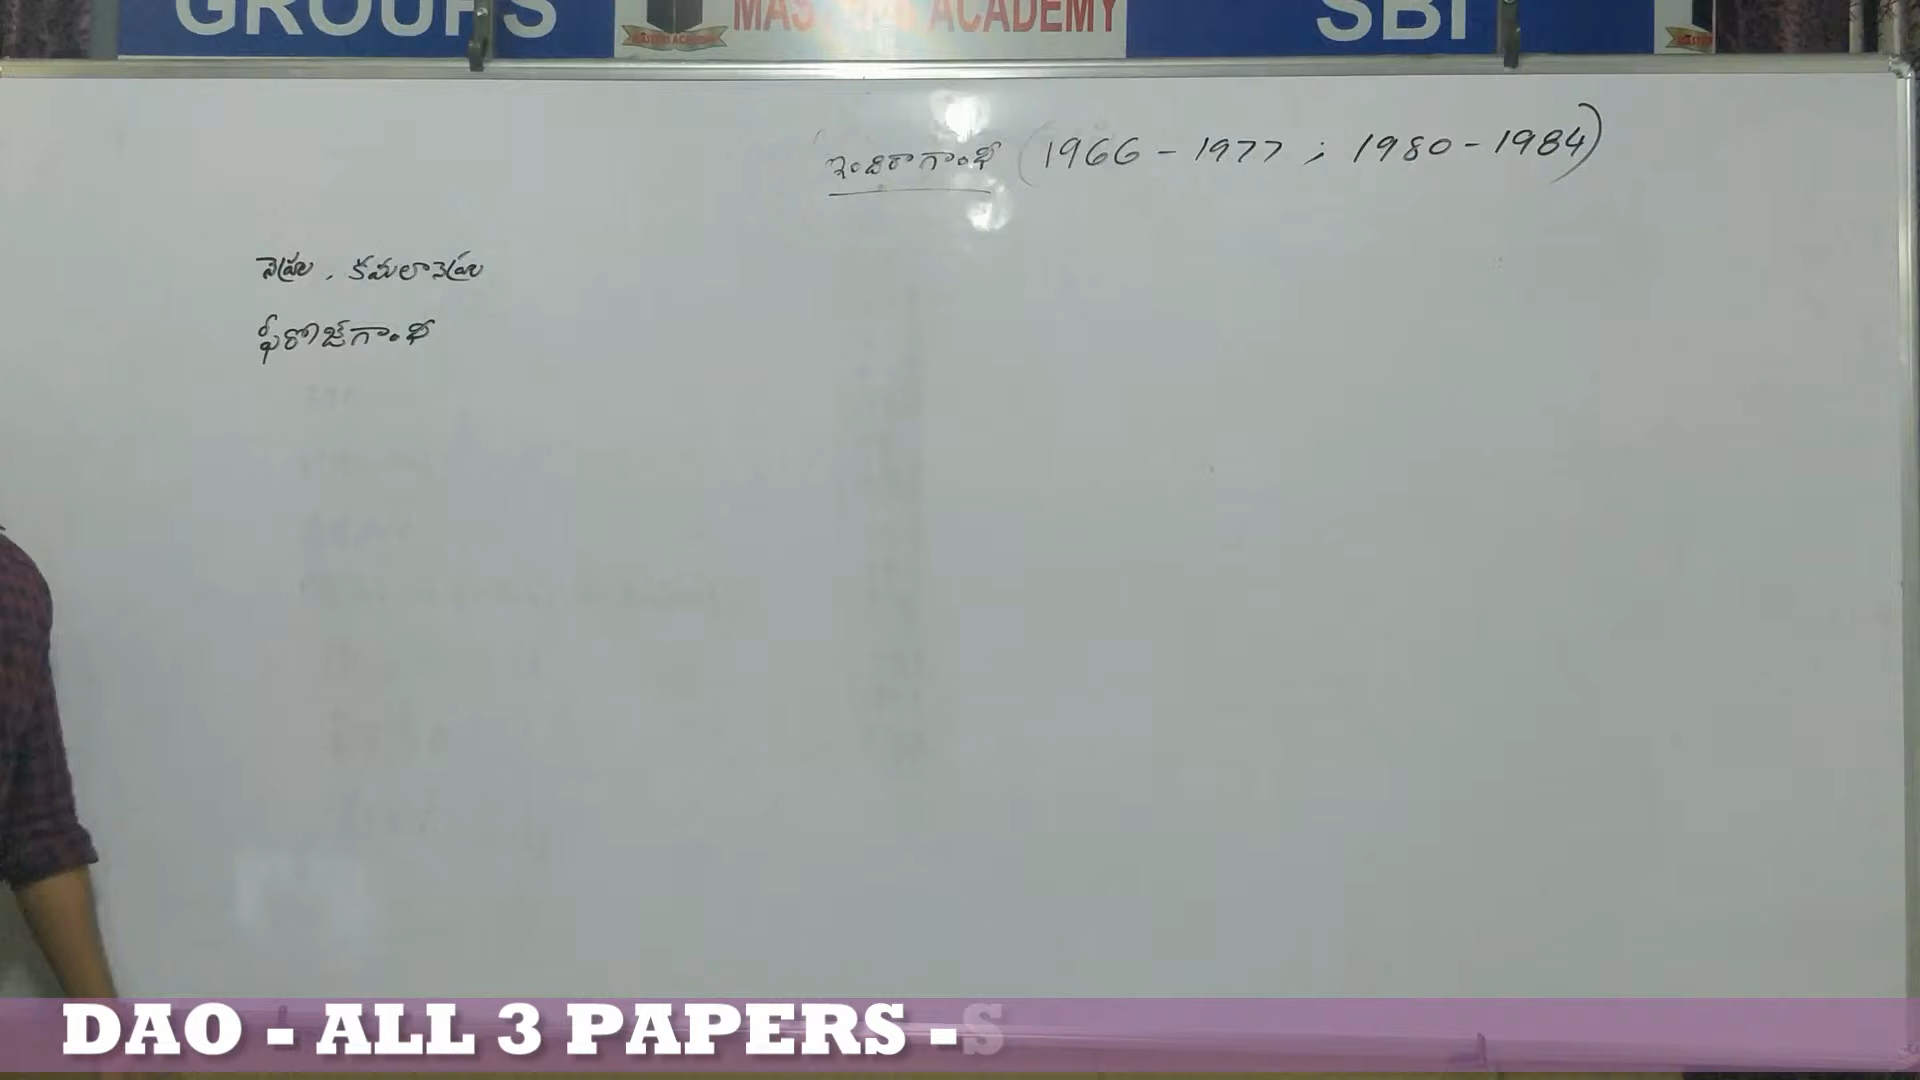 GROUPS
ACADEMY
SBI
ఇందిరాగాంధీ (1966 - 1977 ; 1980 - 1984)
నెహ్రూ, కమలానెహ్రూ
ఫిరోజ్‌గాంధీ
DAO - ALL 3 PAPERS - S